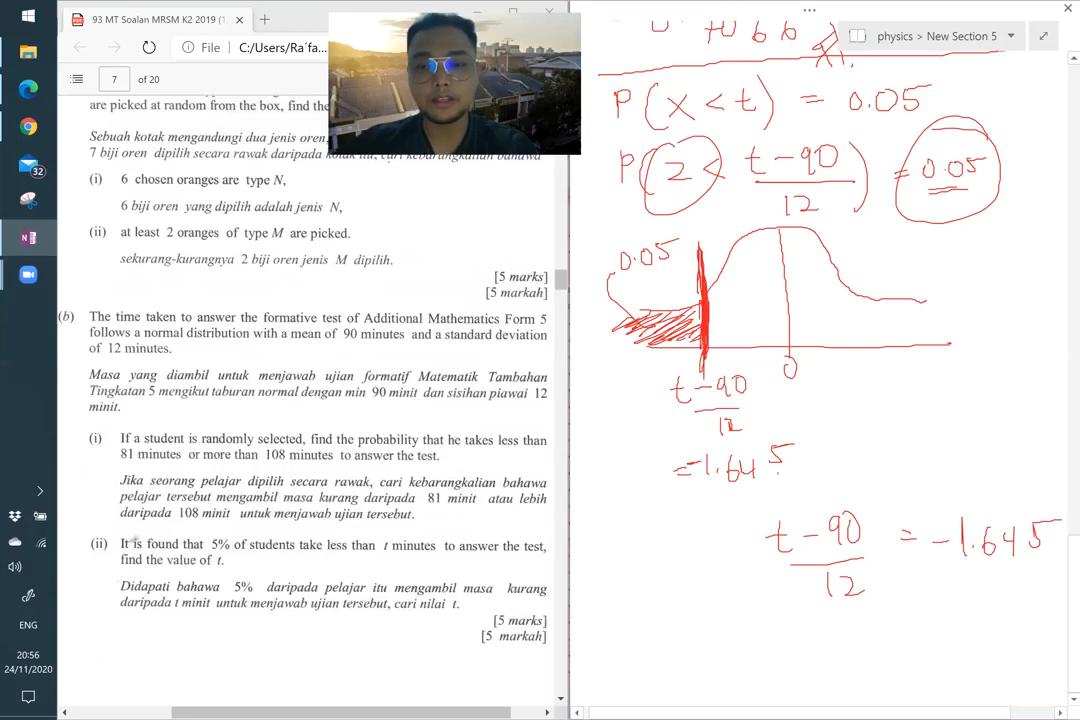 93 MT Soalan MRSM K2 2019 (1
File
C:/Users/Ra'fa...
7 of 20
are picked at random from the box, find the
Sebuah kotak mengandungi dua jenis oren.
7 biji oren dipilih secara rawak daripada kotak itu, cari kebarangkalian bahawa
(i) 6 chosen oranges are type N,
6 biji oren yang dipilih adalah jenis N,
(ii) at least 2 oranges of type M are picked.
sekurang-kurangnya 2 biji oren jenis M dipilih.
[5 marks]
[5 markah]
(b) The time taken to answer the formative test of Additional Mathematics Form 5
follows a normal distribution with a mean of 90 minutes and a standard deviation
of 12 minutes.
Masa yang diambil untuk menjawab ujian formatif Matematik Tambahan
Tingkatan 5 mengikut taburan normal dengan min 90 minit dan sisihan piawai 12
minit.
(i) If a student is randomly selected, find the probability that he takes less than
81 minutes or more than 108 minutes to answer the test.
Jika seorang pelajar dipilih secara rawak, cari kebarangkalian bahawa
pelajar tersebut mengambil masa kurang daripada 81 minit atau lebih
daripada 108 minit untuk menjawab ujian tersebut.
(ii) It is found that 5% of students take less than t minutes to answer the test,
find the value of t.
Didapati bahawa 5% daripada pelajar itu mengambil masa kurang
daripada t minit untuk menjawab ujian tersebut, cari nilai t.
[5 marks]
[5 markah]
32
ENG
20:56
24/11/2020
physics > New Section 5
P(x < t) = 0.05
P(Z < t - 90
12) = 0.05
0.05
0
t - 90
12
= -1.645
t - 90 = -1.645
12